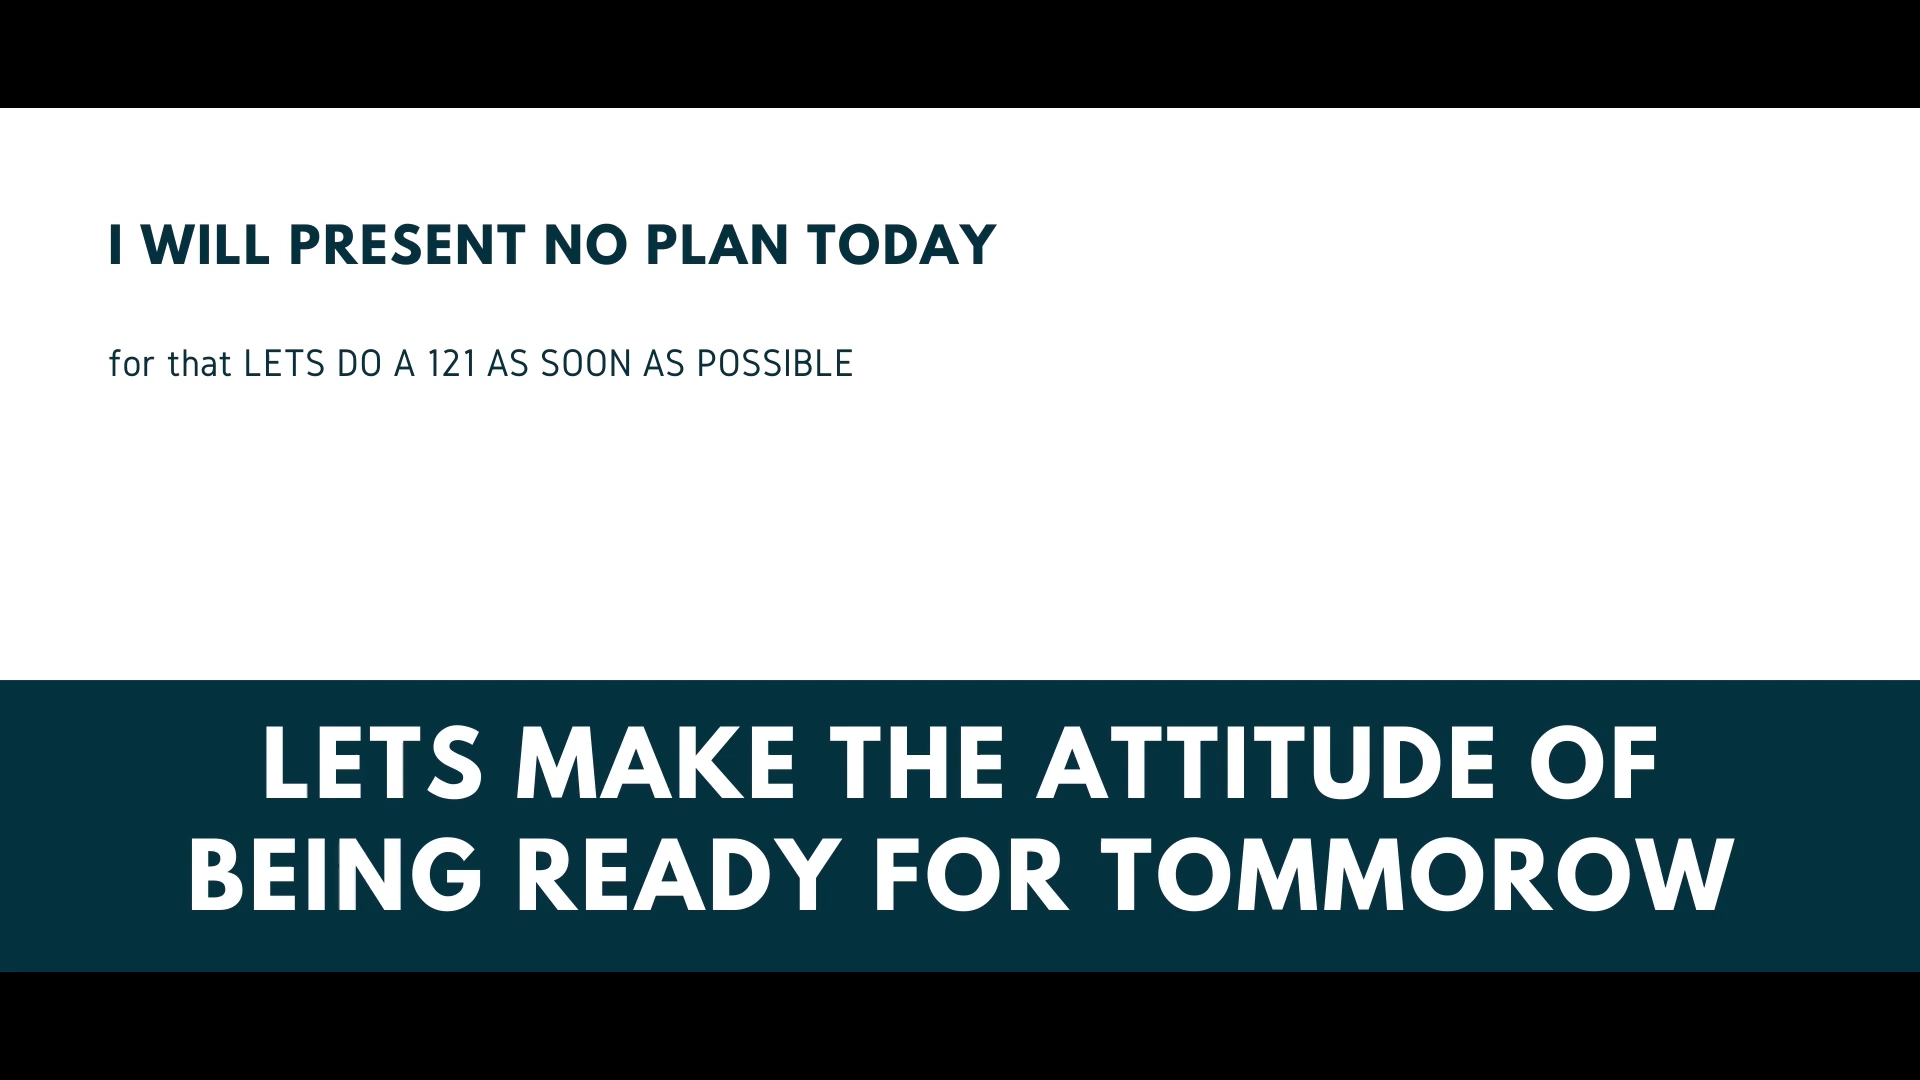 I WILL PRESENT NO PLAN TODAY
for that LETS DO A 121 AS SOON AS POSSIBLE
LETS MAKE THE ATTITUDE OF
BEING READY FOR TOMMOROW